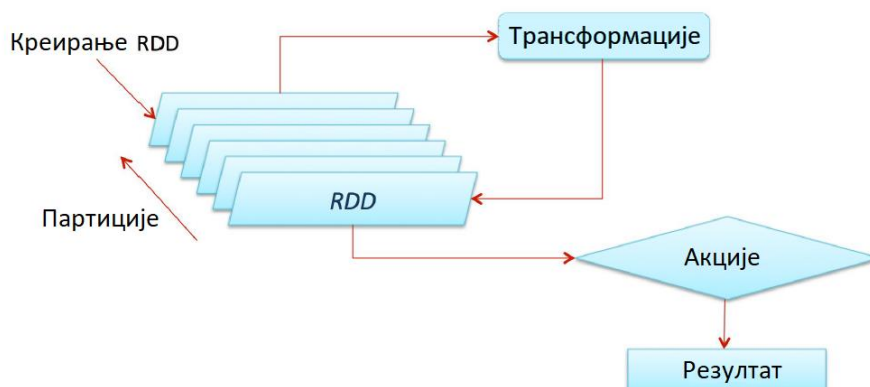 Креирање RDD
Трансформације
RDD
Партиције
Акције
Резултат